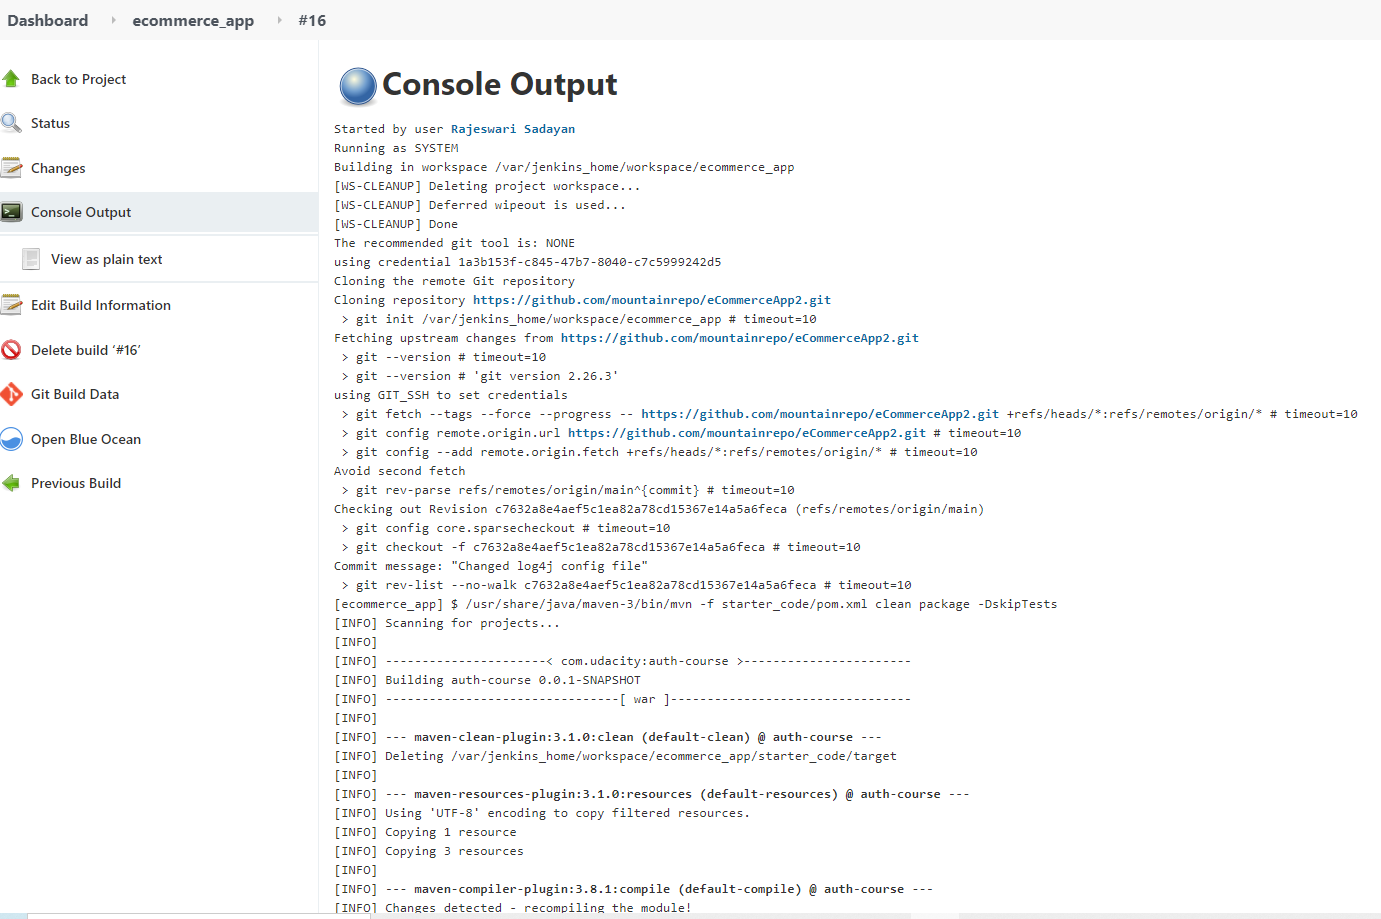 Dashboard ecommerce_app #16
Back to Project
Status
Changes
Console Output
View as plain text
Edit Build Information
Delete build ‘#16’
Git Build Data
Open Blue Ocean
Previous Build
Console Output
Started by user Rajeswari Sadayan
Running as SYSTEM
Building in workspace /var/jenkins_home/workspace/ecommerce_app
[WS-CLEANUP] Deleting project workspace...
[WS-CLEANUP] Deferred wipeout is used...
[WS-CLEANUP] Done
The recommended git tool is: NONE
using credential 1a3b153f-c845-47b7-8040-c7c5999242d5
Cloning the remote Git repository
Cloning repository https://github.com/mountainrepo/eCommerceApp2.git
> git init /var/jenkins_home/workspace/ecommerce_app # timeout=10
Fetching upstream changes from https://github.com/mountainrepo/eCommerceApp2.git
> git --version # timeout=10
> git --version # 'git version 2.26.3'
using GIT_SSH to set credentials
> git fetch --tags --force --progress -- https://github.com/mountainrepo/eCommerceApp2.git +refs/heads/*:refs/remotes/origin/* # timeout=10
> git config remote.origin.url https://github.com/mountainrepo/eCommerceApp2.git # timeout=10
> git config --add remote.origin.fetch +refs/heads/*:refs/remotes/origin/* # timeout=10
Avoid second fetch
> git rev-parse refs/remotes/origin/main^{commit} # timeout=10
Checking out Revision c7632a8e4aef5c1ea82a78cd15367e14a5a6feca (refs/remotes/origin/main)
> git config core.sparsecheckout # timeout=10
> git checkout -f c7632a8e4aef5c1ea82a78cd15367e14a5a6feca # timeout=10
Commit message: "Changed log4j config file"
> git rev-list --no-walk c7632a8e4aef5c1ea82a78cd15367e14a5a6feca # timeout=10
[ecommerce_app] $ /usr/share/java/maven-3/bin/mvn -f starter_code/pom.xml clean package -DskipTests
[INFO] Scanning for projects...
[INFO]
[INFO] ----------------------< com.udacity:auth-course >-----------------------
[INFO] Building auth-course 0.0.1-SNAPSHOT
[INFO] --------------------------------[ war ]---------------------------------
[INFO]
[INFO] --- maven-clean-plugin:3.1.0:clean (default-clean) @ auth-course ---
[INFO] Deleting /var/jenkins_home/workspace/ecommerce_app/starter_code/target
[INFO]
[INFO] --- maven-resources-plugin:3.1.0:resources (default-resources) @ auth-course ---
[INFO] Using 'UTF-8' encoding to copy filtered resources.
[INFO] Copying 1 resource
[INFO] Copying 3 resources
[INFO]
[INFO] --- maven-compiler-plugin:3.8.1:compile (default-compile) @ auth-course ---
[INFO] Changes detected - recompiling the module!